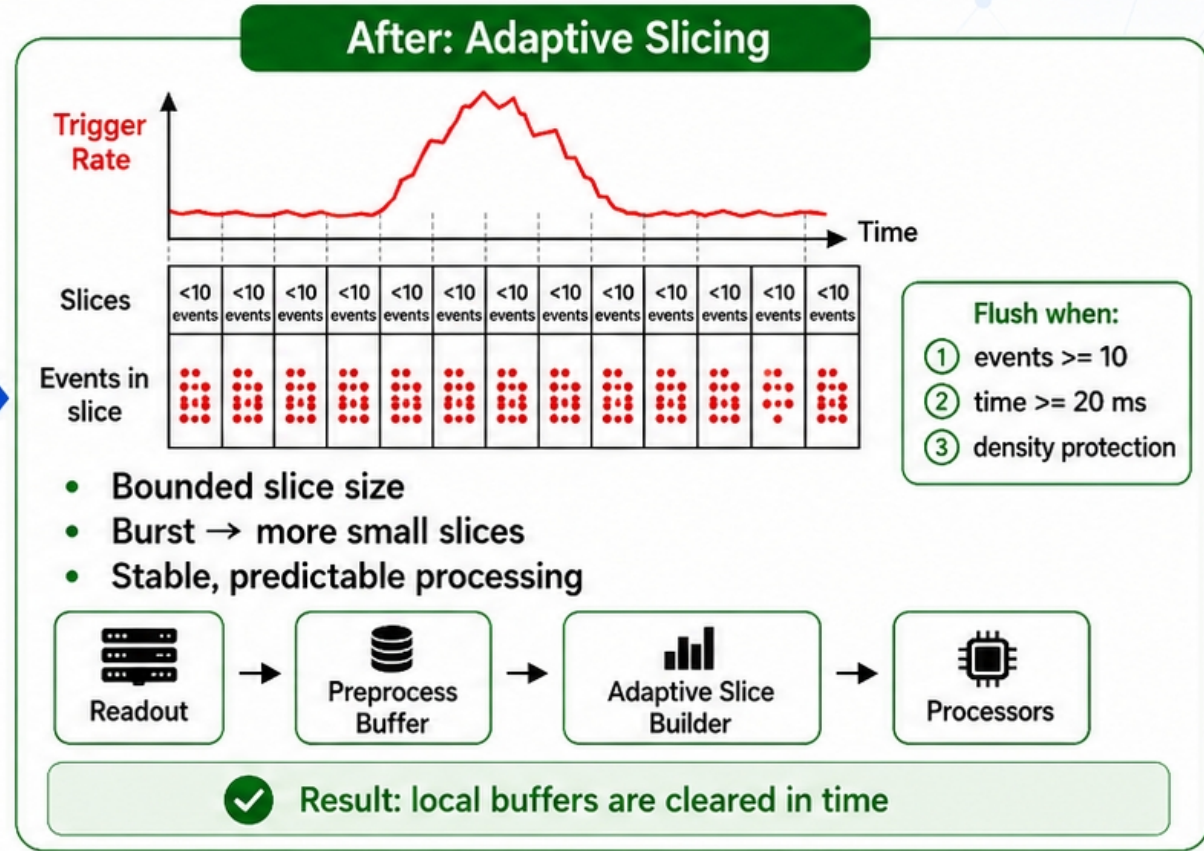 After: Adaptive Slicing
Trigger
Rate
Time
Slices
<10 <10 <10 <10 <10 <10 <10 <10 <10 <10 <10 <10 <10
events events events events events events events events events events events events events
Events in
slice
Flush when:
1 events >= 10
2 time >= 20 ms
3 density protection
• Bounded slice size
• Burst → more small slices
• Stable, predictable processing
Readout
Preprocess
Buffer
Adaptive Slice
Builder
Processors
Result: local buffers are cleared in time